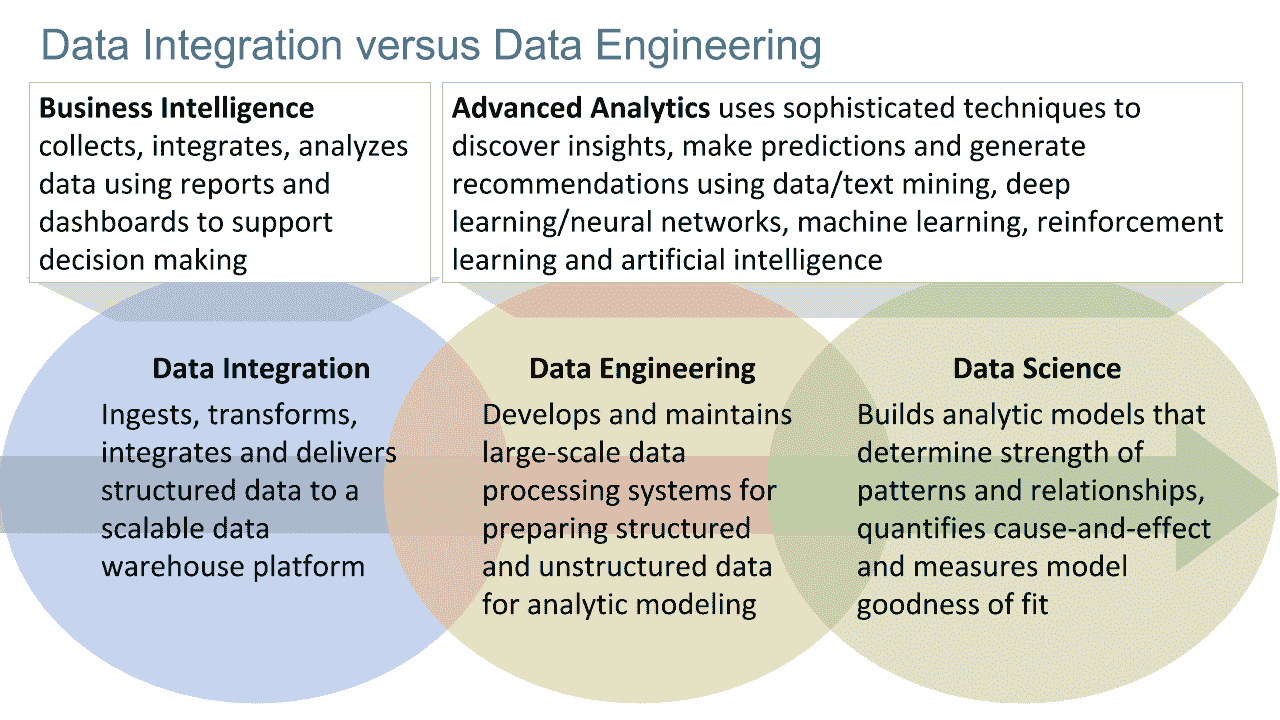 Data Integration versus Data Engineering
Business Intelligence
collects, integrates, analyzes
data using reports and
dashboards to support
decision making
Advanced Analytics uses sophisticated techniques to
discover insights, make predictions and generate
recommendations using data/text mining, deep
learning/neural networks, machine learning, reinforcement
learning and artificial intelligence
Data Integration
Ingests, transforms,
integrates and delivers
structured data to a
scalable data
warehouse platform
Data Engineering
Develops and maintains
large-scale data
processing systems for
preparing structured
and unstructured data
for analytic modeling
Data Science
Builds analytic models that
determine strength of
patterns and relationships,
quantifies cause-and-effect
and measures model
goodness of fit